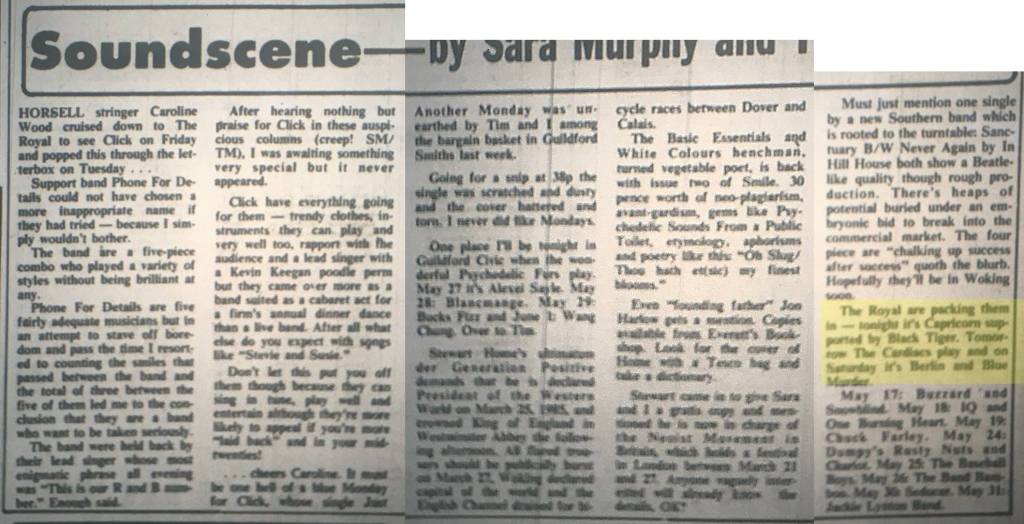 Soundscene—by Sara Murphy and
HORSELL stringer Caroline
Wood cruised down to The
Royal to see Click on Friday
and popped this through the let-
terbox on Tuesday . . . .
Support band Phone For De-
tails could not have chosen a
more inappropriate name if
they had tried — because I sim-
ply wouldn't bother.
The band are a five-piece
combo who played a variety of
styles without being brilliant at
any.
Phone For Details are five
fairly adequate musicians but in
an attempt to stave off bore-
dom and pass the time I resort-
ed to counting the smiles that
passed between the band and
the total of three between the
five of them led me to the con-
clusion that they are a band
who want to be taken seriously.
The band were held back by
their lead singer whose most
enigmatic phrase all evening
was "This is our R and B num-
ber." Enough said.
After hearing nothing but
praise for Click in these auspi-
cious columns (creep! SM/
TM), I was awaiting something
very special but it never
appeared.
Click have everything going
for them — trendy clothes, in-
struments they can play and
very well too, rapport with the
audience and a lead singer with
a Kevin Keegan poodle perm
but they came over more as a
band suited as a cabaret act for
a firm's annual dinner dance
than a live band. After all what
else do you expect with songs
like "Stevie and Susie."
Don't let this put you off
them though because they can
sing in tune, play well and
entertain although they're more
likely to appeal if you're more
"laid back" and in your mid-
twenties!
. . . . cheers Caroline. It must
be one hell of a blue Monday
for Click, whose single Just
Another Monday was un-
earthed by Tim and I among
the bargain basket in Guildford
Smiths last week.
Going for a snip at 38p the
single was scratched and dusty
and the cover battered and
torn. I never did like Mondays.
One place I'll be tonight in
Guildford Civic when the won-
derful Psychedelic Furs play.
May 27 it's Alexei Sayle. May
28: Blancmange. May 29:
Bucks Fizz and June 1: Wang
Chung. Over to Tim.
Stewart Home's ultimatum
der Generation Positive
demands that he is declared
President of the Western
World on March 25, 1985, and
crowned King of England in
Westminster Abbey the follow-
ing afternoon. All flared trou-
sers should be publically burnt
on March 27, Woking declared
capital of the world and the
English Channel drained for bi-
cycle races between Dover and
Calais.
The Basic Essentials and
White Colours henchman,
turned vegetable poet, is back
with issue two of Smile. 30
pence worth of neo-plagiarism,
avant-gardism, gems like Psy-
chedelic Sounds From a Public
Toilet, etymology, aphorisms
and poetry like this: "Oh Slug/
Thou hath et(sic) my finest
blooms."
Even "founding father" Jon
Harlow gets a mention. Copies
available from Everett's Book-
shop. Look for the cover of
Home with a Tesco bag and
take a dictionary.
Stewart came in to give Sara
and I a gratis copy and men-
tioned he is now in charge of
the Neoist Movement in
Britain, which holds a festival
in London between March 21
and 27. Anyone vaguely inter-
ested will already know the
details, OK?
Must just mention one single
by a new Southern band which
is rooted to the turntable: Sanc-
tuary B/W Never Again by In
Hill House both show a Beatle-
like quality though rough pro-
duction. There's heaps of
potential buried under an em-
bryonic bid to break into the
commercial market. The four
piece are "chalking up success
after success" quoth the blurb.
Hopefully they'll be in Woking
soon.
The Royal are packing them
in — tonight it's Capricorn sup-
ported by Black Tiger. Tomor-
row The Cardiacs play and on
Saturday it's Berlin and Blue
Murder.
May 17: Buzzard and
Snowblind. May 18: IQ and
One Burning Heart. May 19:
Chuck Farley. May 24:
Dumpy's Rusty Nuts and
Chariot. May 25: The Baseball
Boys. May 26: The Band Bam-
boo. May 30: Seducer. May 31:
Jackie Lynton Band.